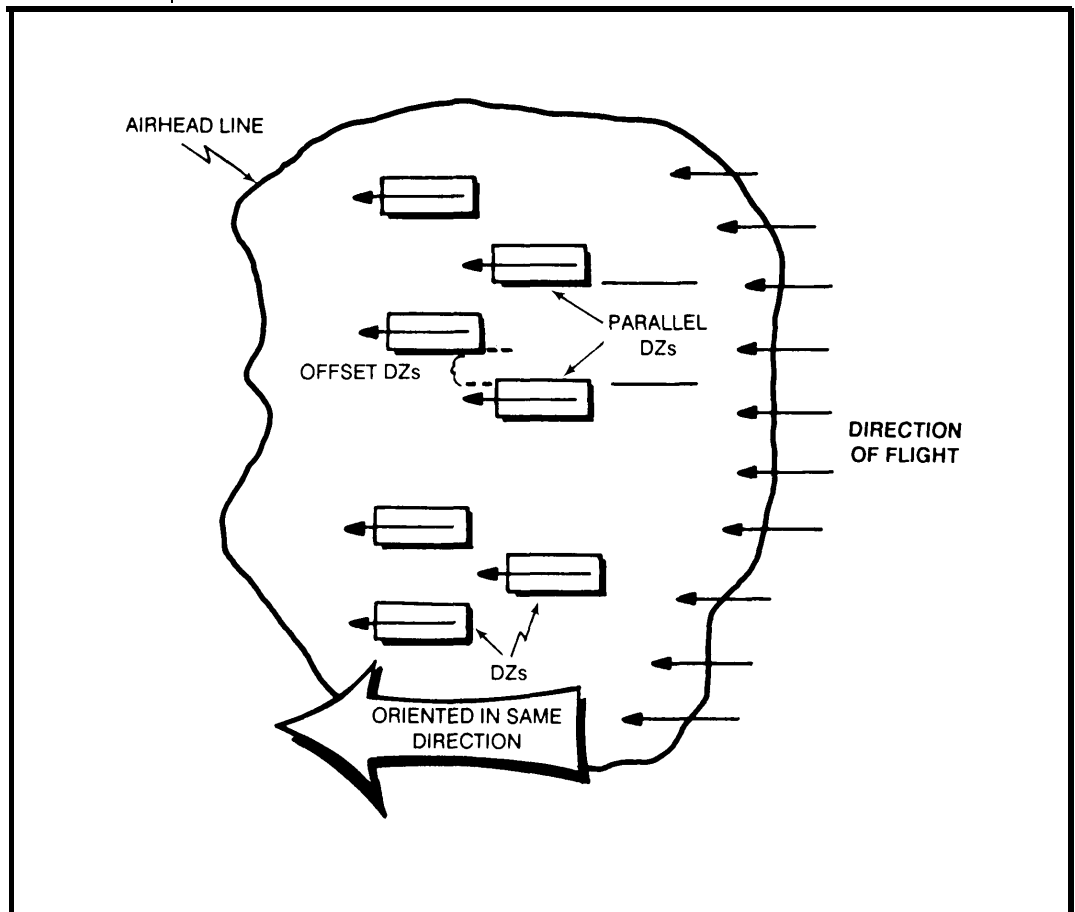 AIRHEAD LINE
PARALLEL
DZs
OFFSET DZs
DIRECTION
OF FLIGHT
DZs
ORIENTED IN SAME
DIRECTION